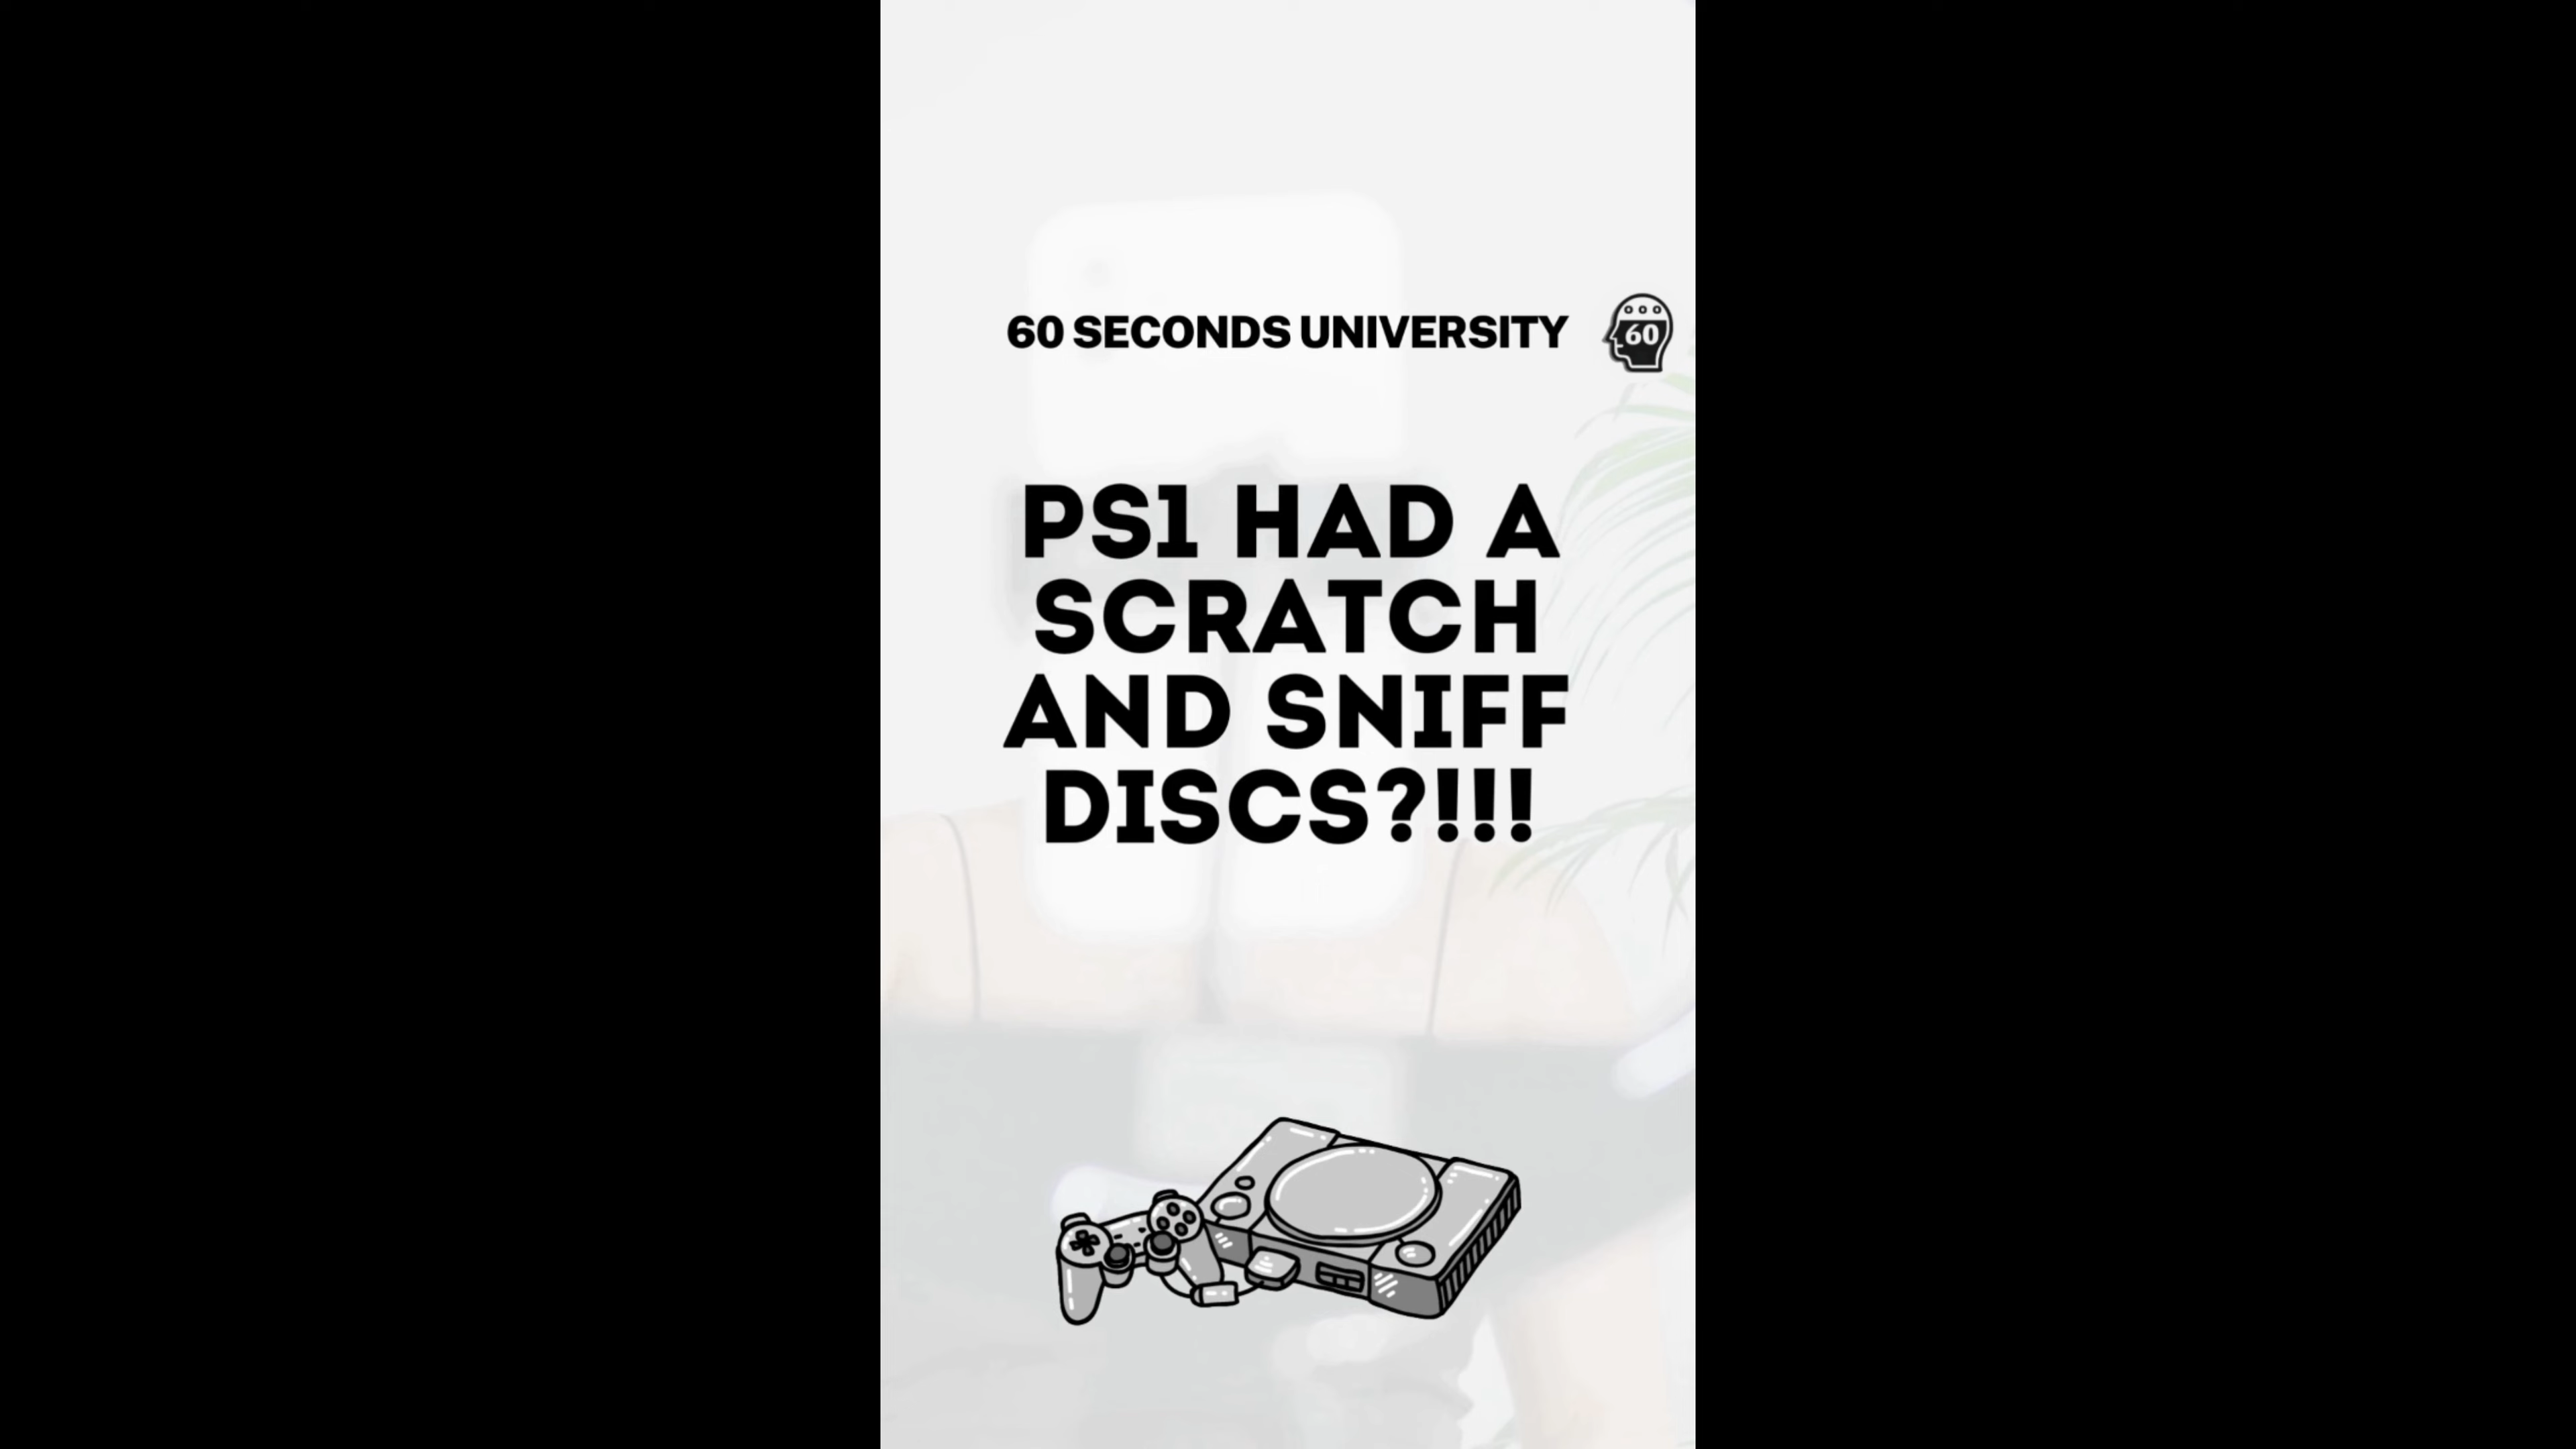 60 SECONDS UNIVERSITY
60
PS1 HAD A
SCRATCH
AND SNIFF
DISCS?!!!